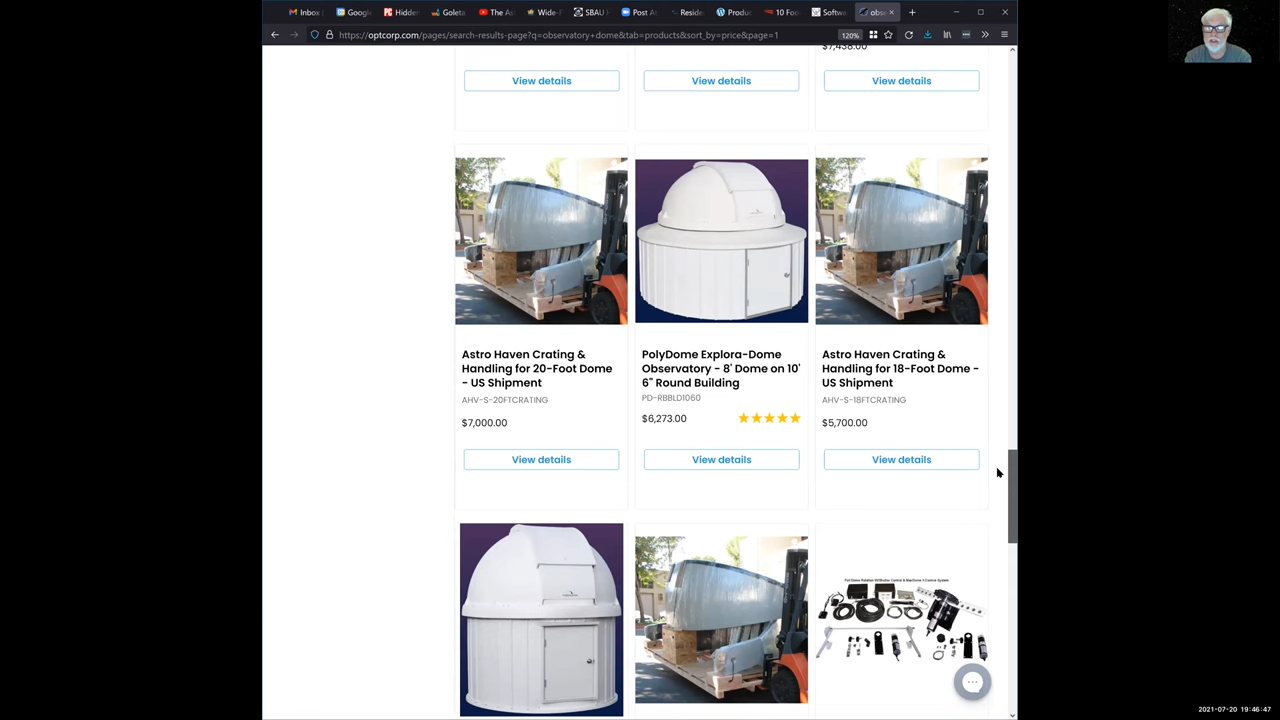 Inbox
Google
Hidden
Goleta
The As
Wide-F
SBAU
Post A
Reside
Produc
10 Foo
Softwa
obse
https://optcorp.com/pages/search-results-page?q=observatory+dome&tab=products&sort_by=price&page=1
120%
$7,438.00
View details
View details
View details
Astro Haven Crating &
Handling for 20-Foot Dome
- US Shipment
AHV-S-20FTCRATING
$7,000.00
View details
PolyDome Explora-Dome
Observatory - 8' Dome on 10'
6" Round Building
PD-RBBLD1060
$6,273.00
View details
Astro Haven Crating &
Handling for 18-Foot Dome -
US Shipment
AHV-S-18FTCRATING
$5,700.00
View details
2021-07-20 19:46:47